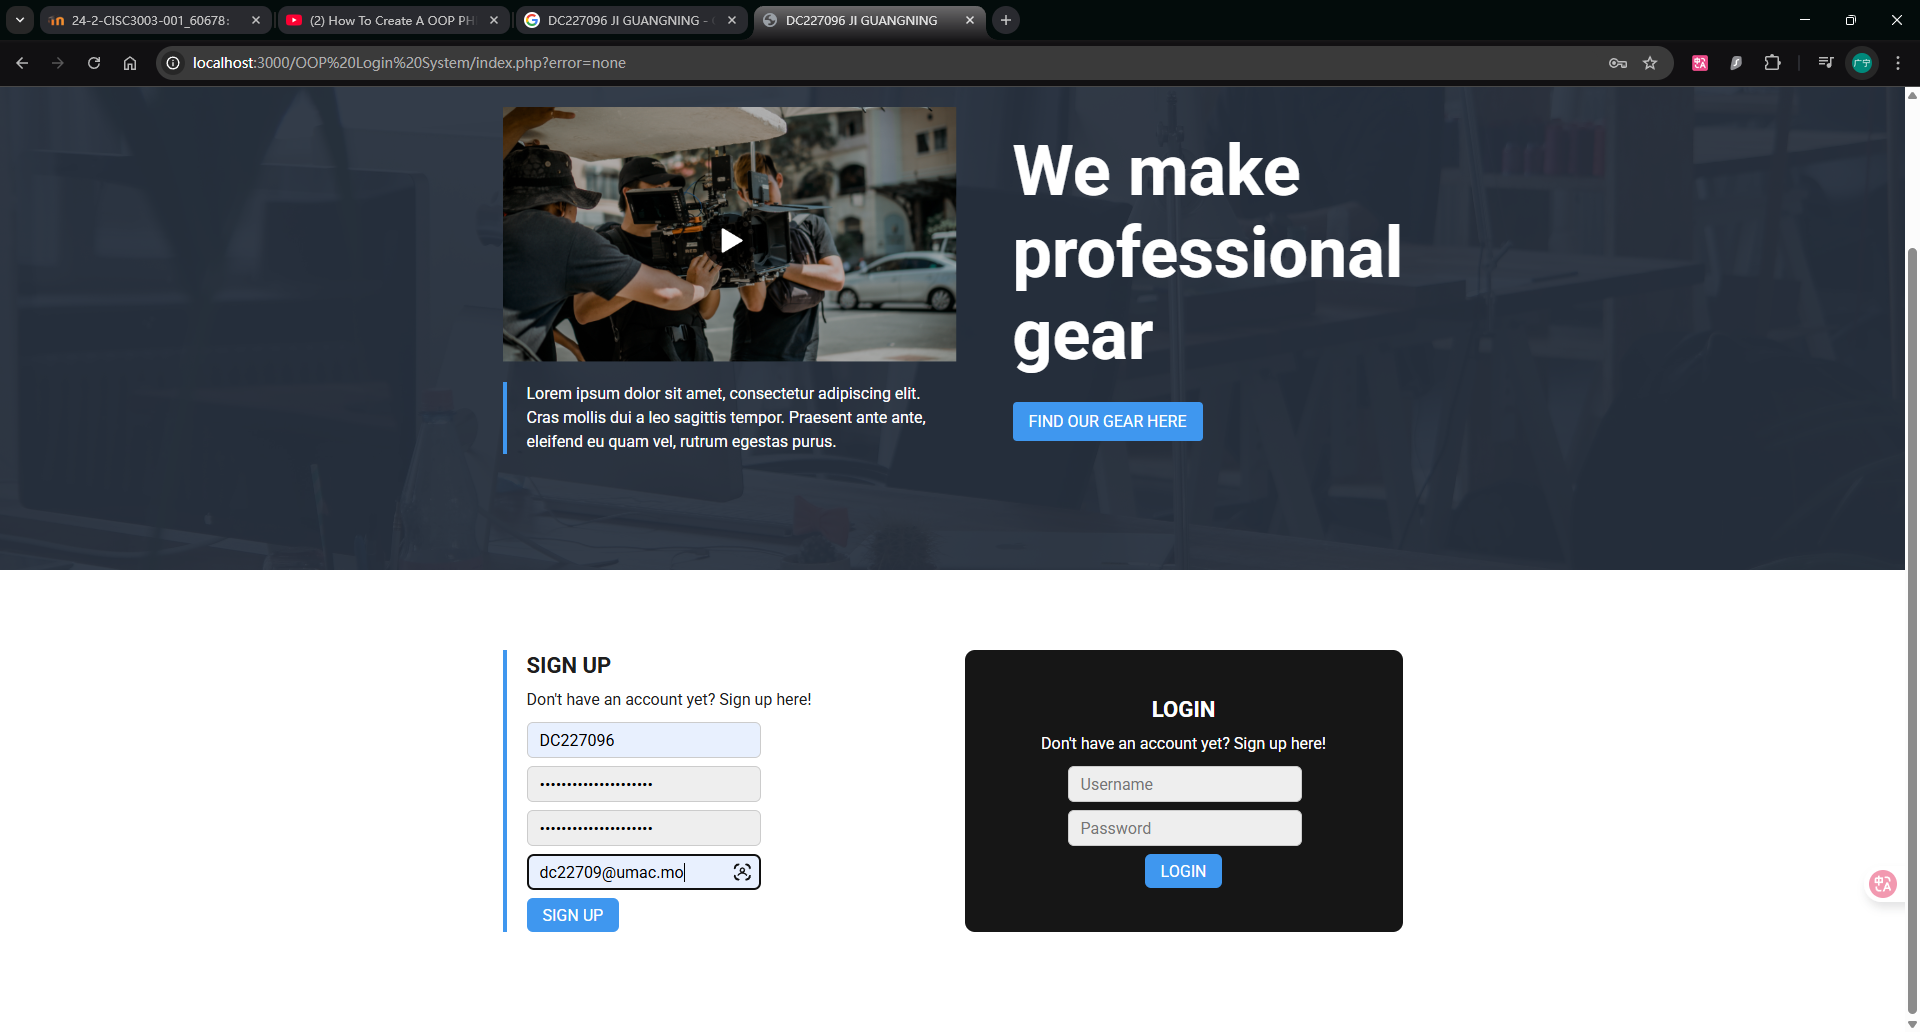 24-2-CISC3003-001_60678:
(2) How To Create A OOP PH
DC227096 JI GUANGNING -
DC227096 JI GUANGNING
localhost:3000/OOP%20Login%20System/index.php?error=none
广宁
We make
professional
gear
Lorem ipsum dolor sit amet, consectetur adipiscing elit.
Cras mollis dui a leo sagittis tempor. Praesent ante ante,
eleifend eu quam vel, rutrum egestas purus.
FIND OUR GEAR HERE
SIGN UP
Don't have an account yet? Sign up here!
DC227096
•••••••••••••••••••••
•••••••••••••••••••••
dc22709@umac.mo
SIGN UP
LOGIN
Don't have an account yet? Sign up here!
Username
Password
LOGIN